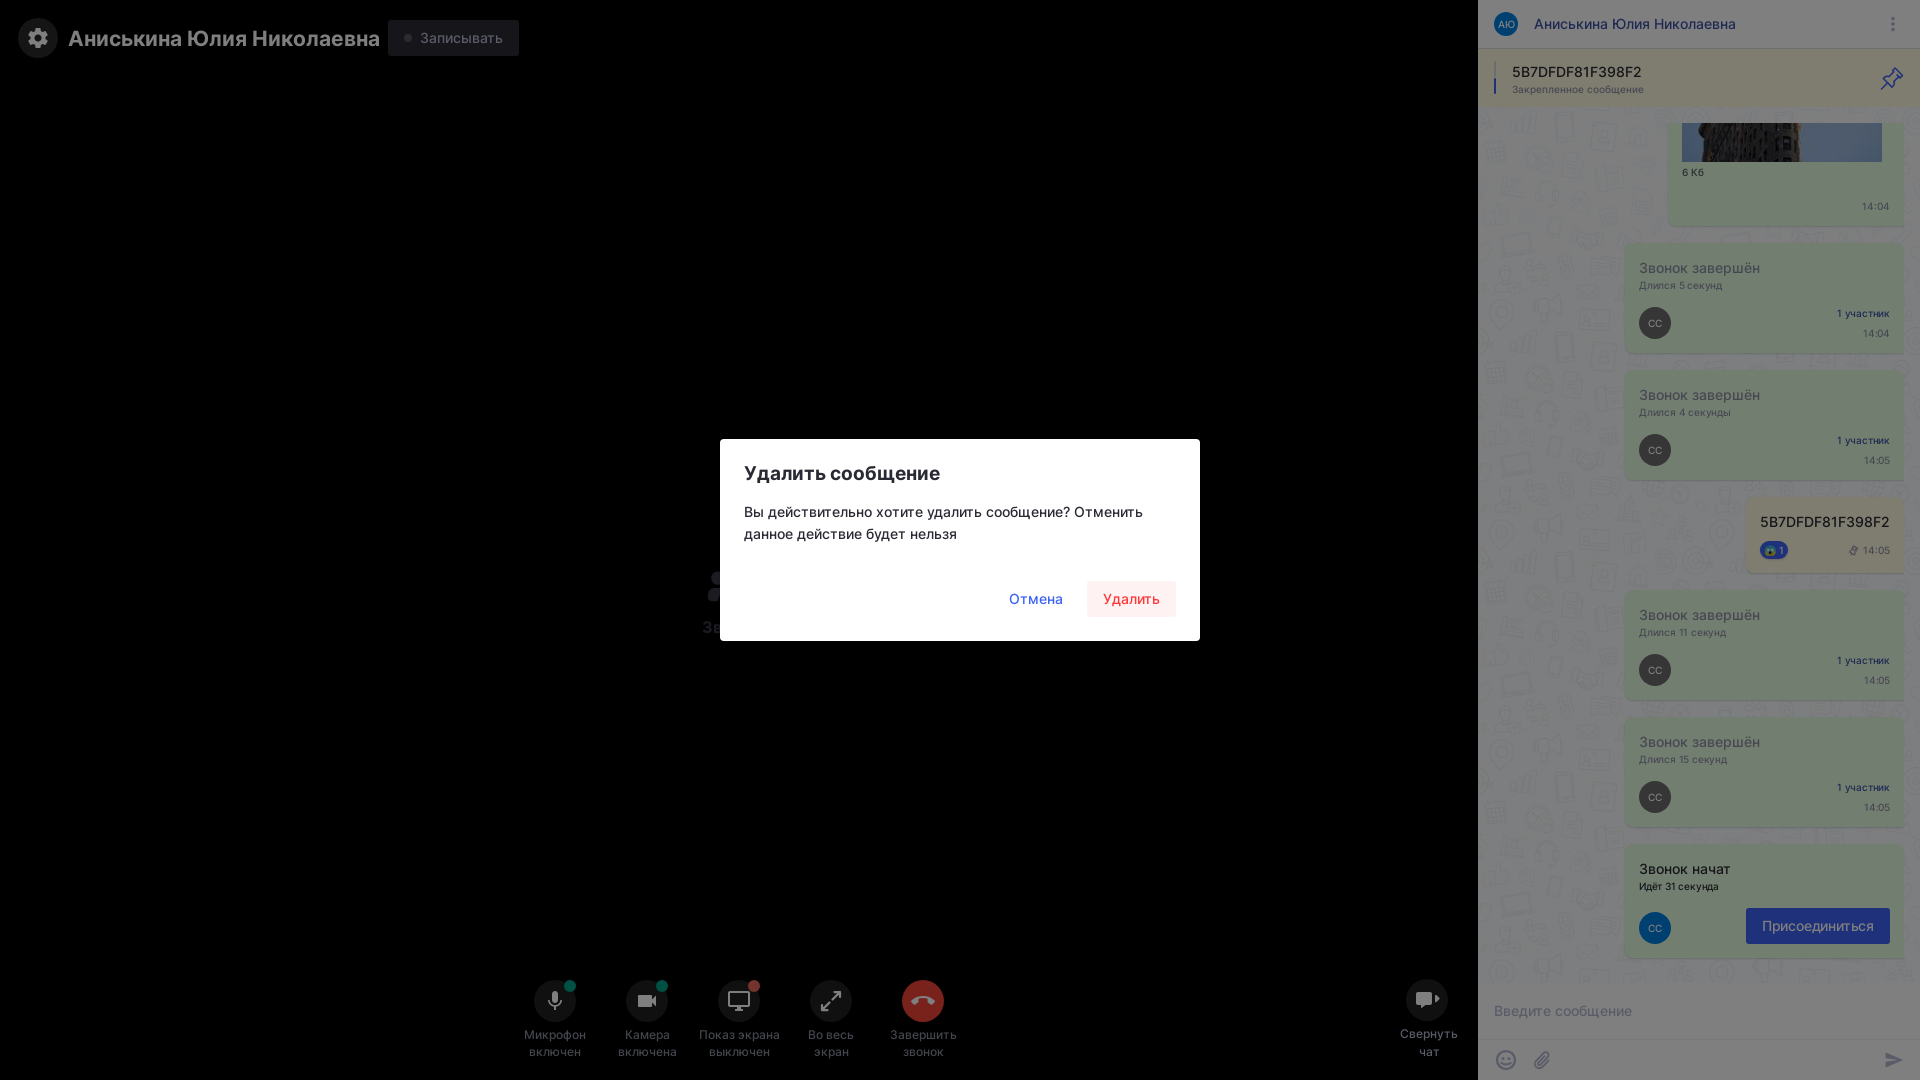 Аниськина Юлия Николаевна
Записывать
АЮ
Аниськина Юлия Николаевна
5B7DFDF81F398F2
Закрепленное сообщение
6 Кб
14:04
Звонок завершён
Длился 5 секунд
СС
1 участник
14:04
Звонок завершён
Длился 4 секунды
СС
1 участник
14:05
5B7DFDF81F398F2
1
14:05
Звонок завершён
Длился 11 секунд
СС
1 участник
14:05
Звонок завершён
Длился 15 секунд
СС
1 участник
14:05
Звонок начат
Идёт 31 секунда
СС
Присоединиться
Введите сообщение
Удалить сообщение
Вы действительно хотите удалить сообщение? Отменить
данное действие будет нельзя
Отмена
Удалить
Микрофон
включен
Камера
включена
Показ экрана
выключен
Во весь
экран
Завершить
звонок
Свернуть
чат